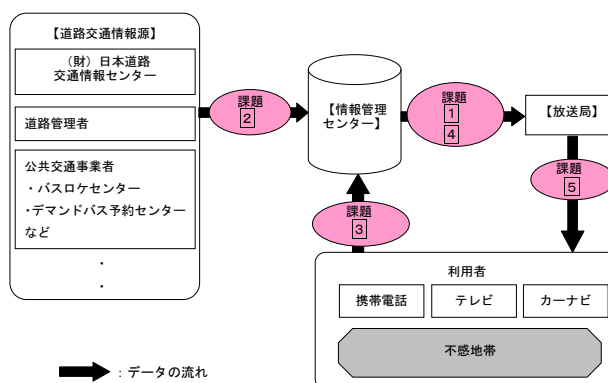 【道路交通情報源】
（財）日本道路
交通情報センター
道路管理者
公共交通事業者
・バスロケセンター
・デマンドバス予約センター
など
・
・
課題
2
【情報管理
センター】
課題
1
4
【放送局】
課題
5
課題
3
利用者
携帯電話
テレビ
カーナビ
不感地帯
：データの流れ